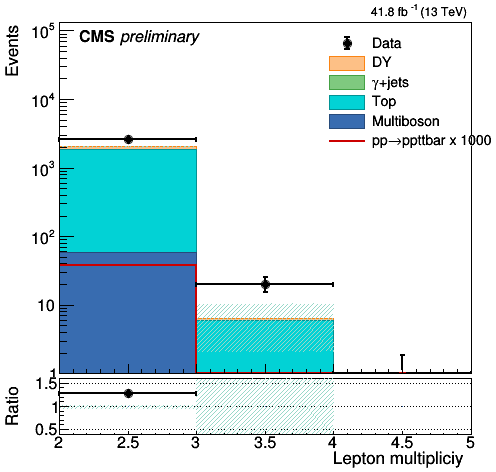 41.8 fb⁻¹ (13 TeV)
CMS preliminary
Events
Data
DY
γ+jets
Top
Multiboson
pp→ppttbar x 1000
10⁵
10⁴
10³
10²
10
1
Ratio
1.5
1
0.5
2 2.5 3 3.5 4 4.5 5
Lepton multipliciy